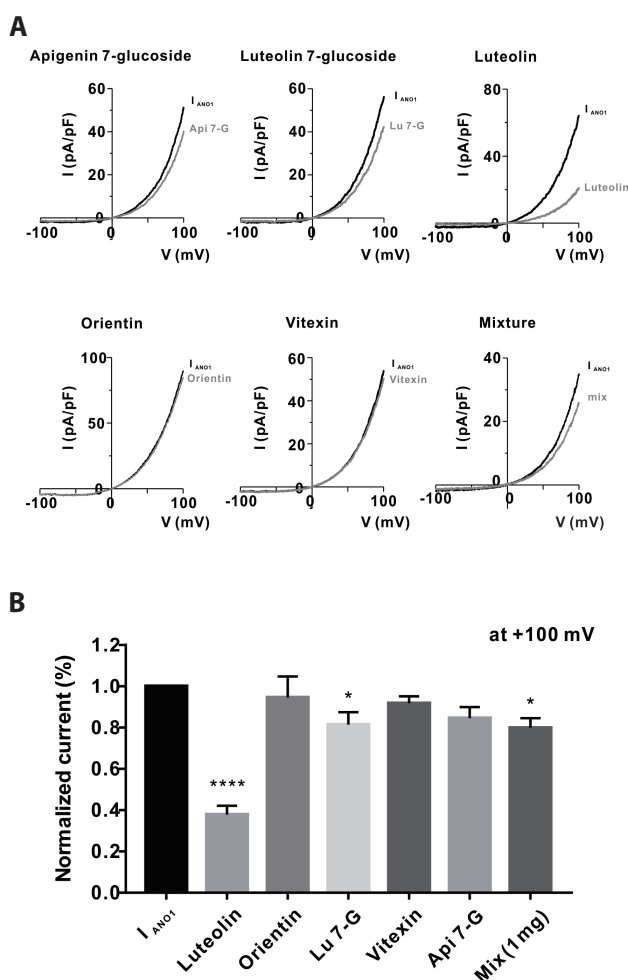 A
Apigenin 7-glucoside
Luteolin 7-glucoside
Luteolin
60
40
20
0
I (pA/pF)
I ANO1
Api 7-G
-100
0
100
V (mV)
60
40
20
0
I (pA/pF)
I ANO1
Lu 7-G
-100
0
100
V (mV)
80
40
0
I (pA/pF)
I ANO1
Luteolin
-100
0
100
V (mV)
Orientin
Vitexin
Mixture
100
50
0
I (pA/pF)
I ANO1
Orientin
-100
0
100
V (mV)
60
40
20
0
I (pA/pF)
I ANO1
Vitexin
-100
0
100
V (mV)
40
20
0
I (pA/pF)
I ANO1
mix
-100
0
100
V (mV)
B
at +100 mV
Normalized current (%)
1.2
1.0
0.8
0.6
0.4
0.2
0.0
****
*
*
I ANO1
Luteolin
Orientin
Lu 7-G
Vitexin
Api 7-G
Mix (1 mg)